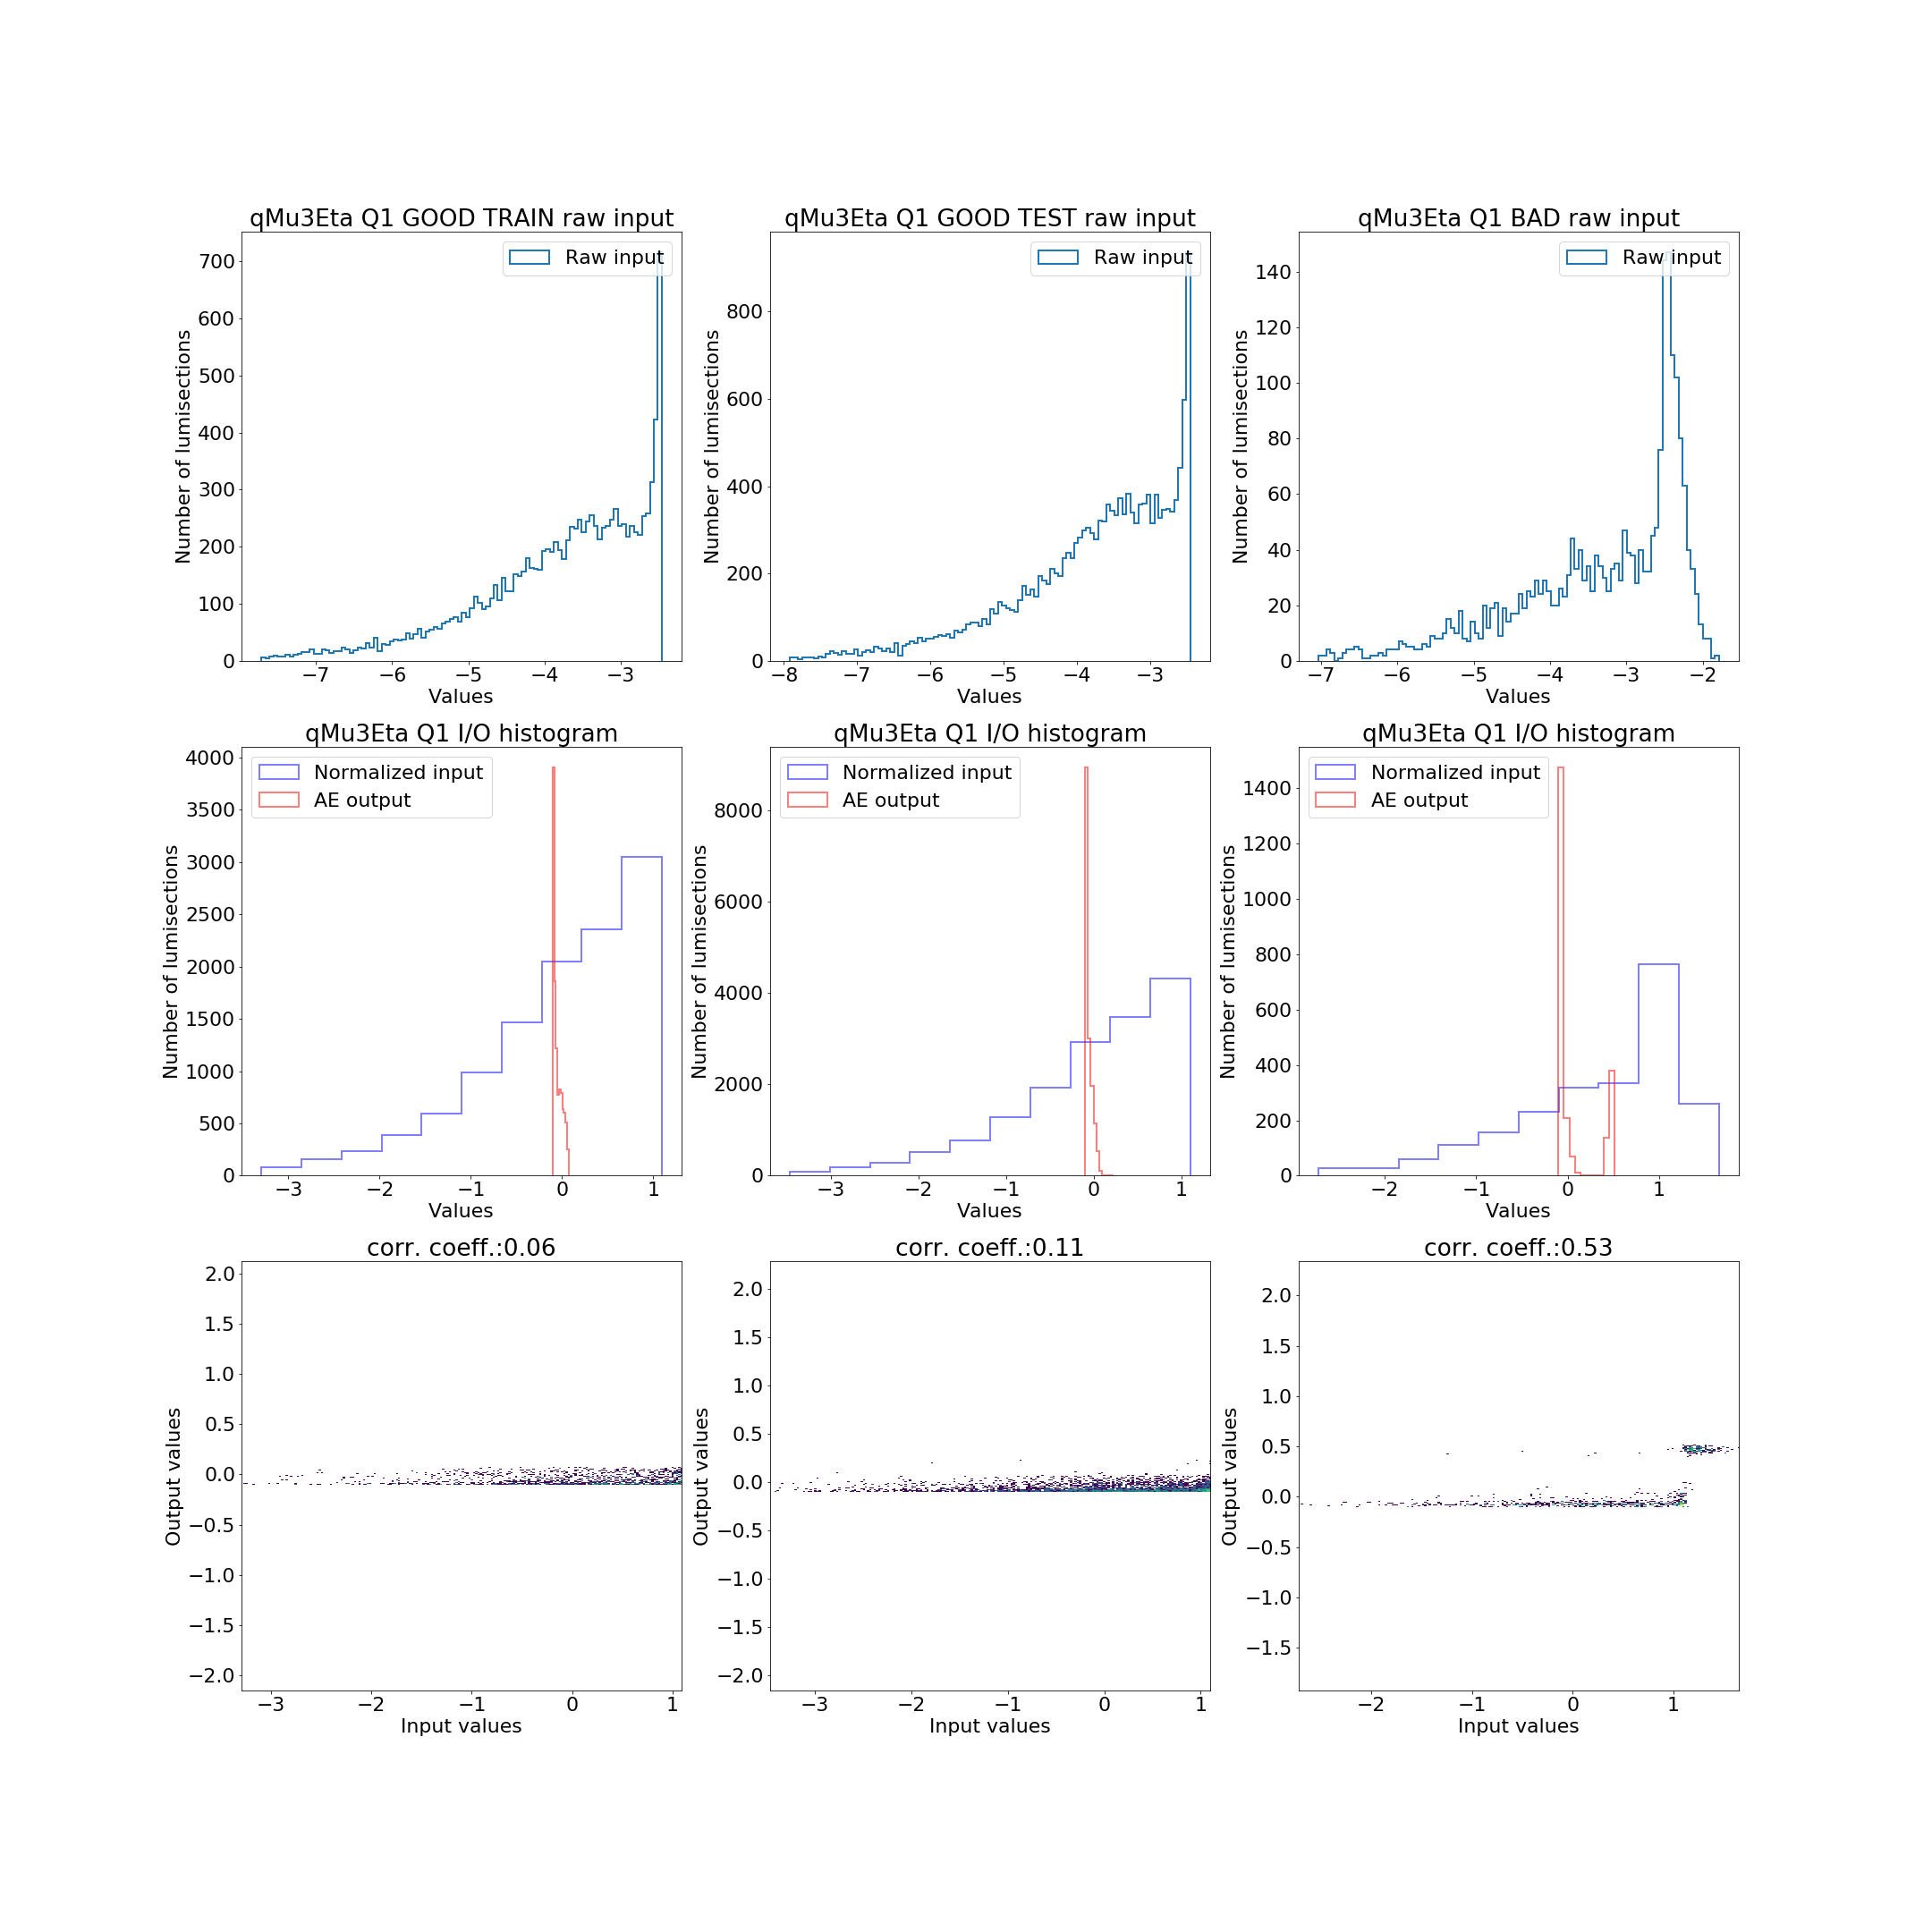 qMu3Eta Q1 GOOD TRAIN raw input
qMu3Eta Q1 GOOD TEST raw input
qMu3Eta Q1 BAD raw input
Number of lumisections
700
600
500
400
300
200
100
0
Raw input
−7 −6 −5 −4 −3
Values
Number of lumisections
800
600
400
200
0
Raw input
−8 −7 −6 −5 −4 −3
Values
Number of lumisections
140
120
100
80
60
40
20
0
Raw input
−7 −6 −5 −4 −3 −2
Values
qMu3Eta Q1 I/O histogram
qMu3Eta Q1 I/O histogram
qMu3Eta Q1 I/O histogram
Number of lumisections
4000
3500
3000
2500
2000
1500
1000
500
0
Normalized input
AE output
−3 −2 −1 0 1
Values
Number of lumisections
8000
6000
4000
2000
0
Normalized input
AE output
−3 −2 −1 0 1
Values
Number of lumisections
1400
1200
1000
800
600
400
200
0
Normalized input
AE output
−2 −1 0 1
Values
corr. coeff.:0.06
corr. coeff.:0.11
corr. coeff.:0.53
Output values
2.0
1.5
1.0
0.5
0.0
−0.5
−1.0
−1.5
−2.0
−3 −2 −1 0 1
Input values
Output values
2.0
1.5
1.0
0.5
0.0
−0.5
−1.0
−1.5
−2.0
−3 −2 −1 0 1
Input values
Output values
2.0
1.5
1.0
0.5
0.0
−0.5
−1.0
−1.5
−2 −1 0 1
Input values